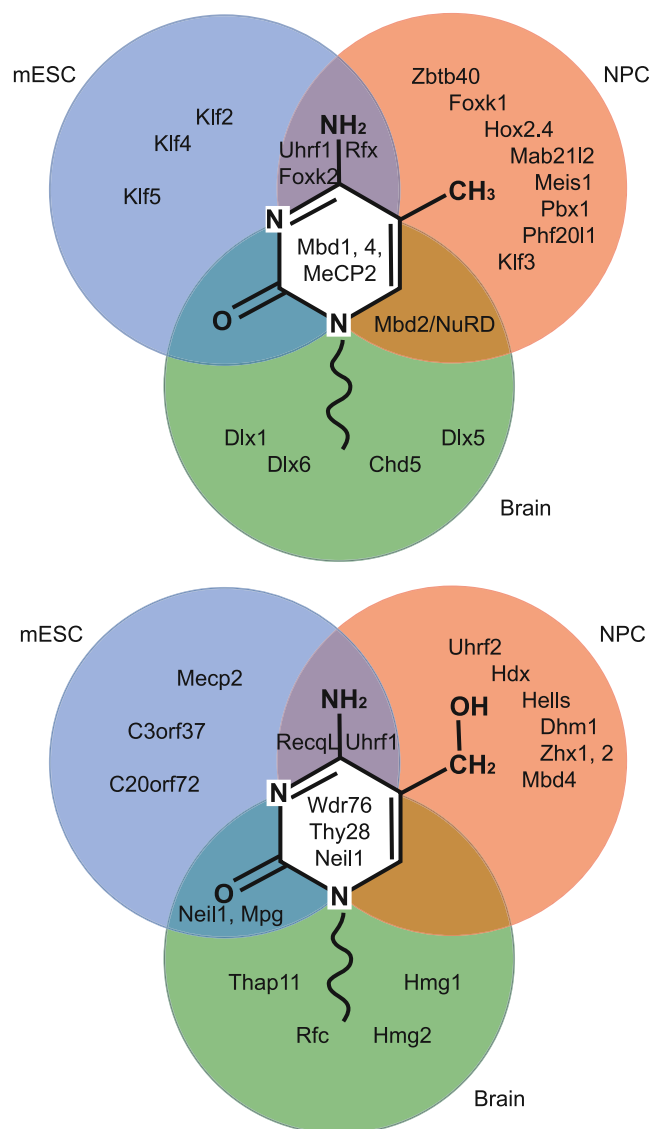 mESC
NPC
Zbtb40
Foxk1
Klf2
NH2
Hox2.4
Klf4
Uhrf1 Rfx
Mab21l2
Foxk2
Meis1
Klf5
CH3
Pbx1
N
Phf20l1
Mbd1, 4,
Klf3
MeCP2
O
N
Mbd2/NuRD
Dlx1
Dlx5
Dlx6
Chd5
Brain
mESC
NPC
Uhrf2
Mecp2
Hdx
NH2
OH
Hells
C3orf37
Dhm1
RecqL Uhrf1
Zhx1, 2
CH2
C20orf72
Mbd4
N
Wdr76
Thy28
Neil1
O
N
Neil1, Mpg
Thap11
Hmg1
Rfc
Hmg2
Brain